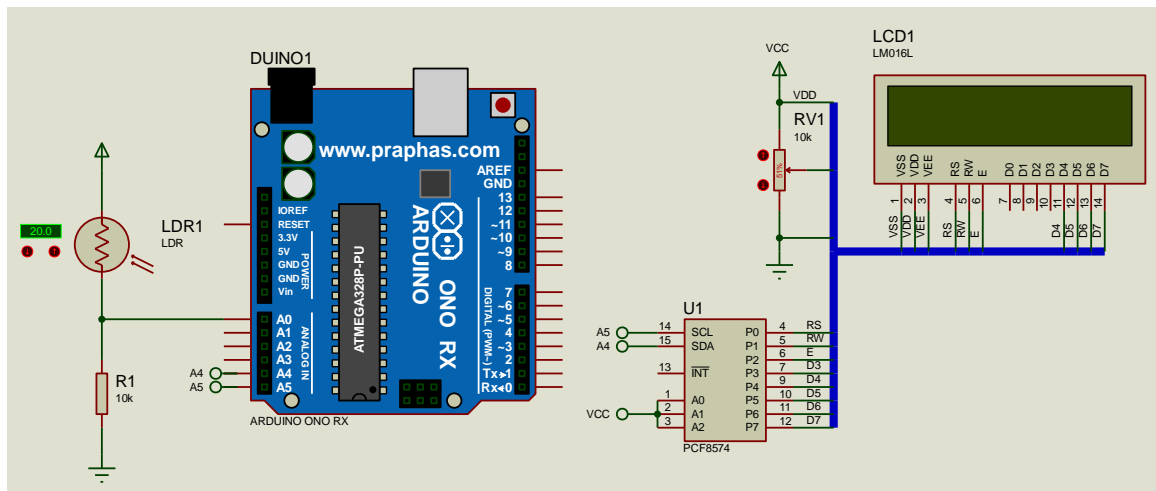 DUINO1
www.praphas.com
ARDUINO
ONO RX
ATMEGA328P-PU
IOREF
RESET
3.3V
5V
GND
GND
Vin
POWER
A0
A1
A2
A3
A4
A5
ANALOG IN
AREF
GND
13
12
~11
~10
~9
8
7
~6
~5
4
~3
2
Tx▸1
Rx◂0
DIGITAL (PWM~)
ARDUINO ONO RX
20.0
LDR1
LDR
R1
10k
A4
A5
VCC
VDD
RV1
10k
51%
LCD1
LM016L
VSS VDD VEE RS RW E D0 D1 D2 D3 D4 D5 D6 D7
1 2 3 4 5 6 7 8 9 10 11 12 13 14
VSS VDD VEE RS RW E D4 D5 D6 D7
U1
A5 14 SCL P0 4 RS
A4 15 SDA P1 5 RW
P2 6 E
13 INT P3 7 D3
P4 9 D4
1 A0 P5 10 D5
VCC 2 A1 P6 11 D6
3 A2 P7 12 D7
PCF8574